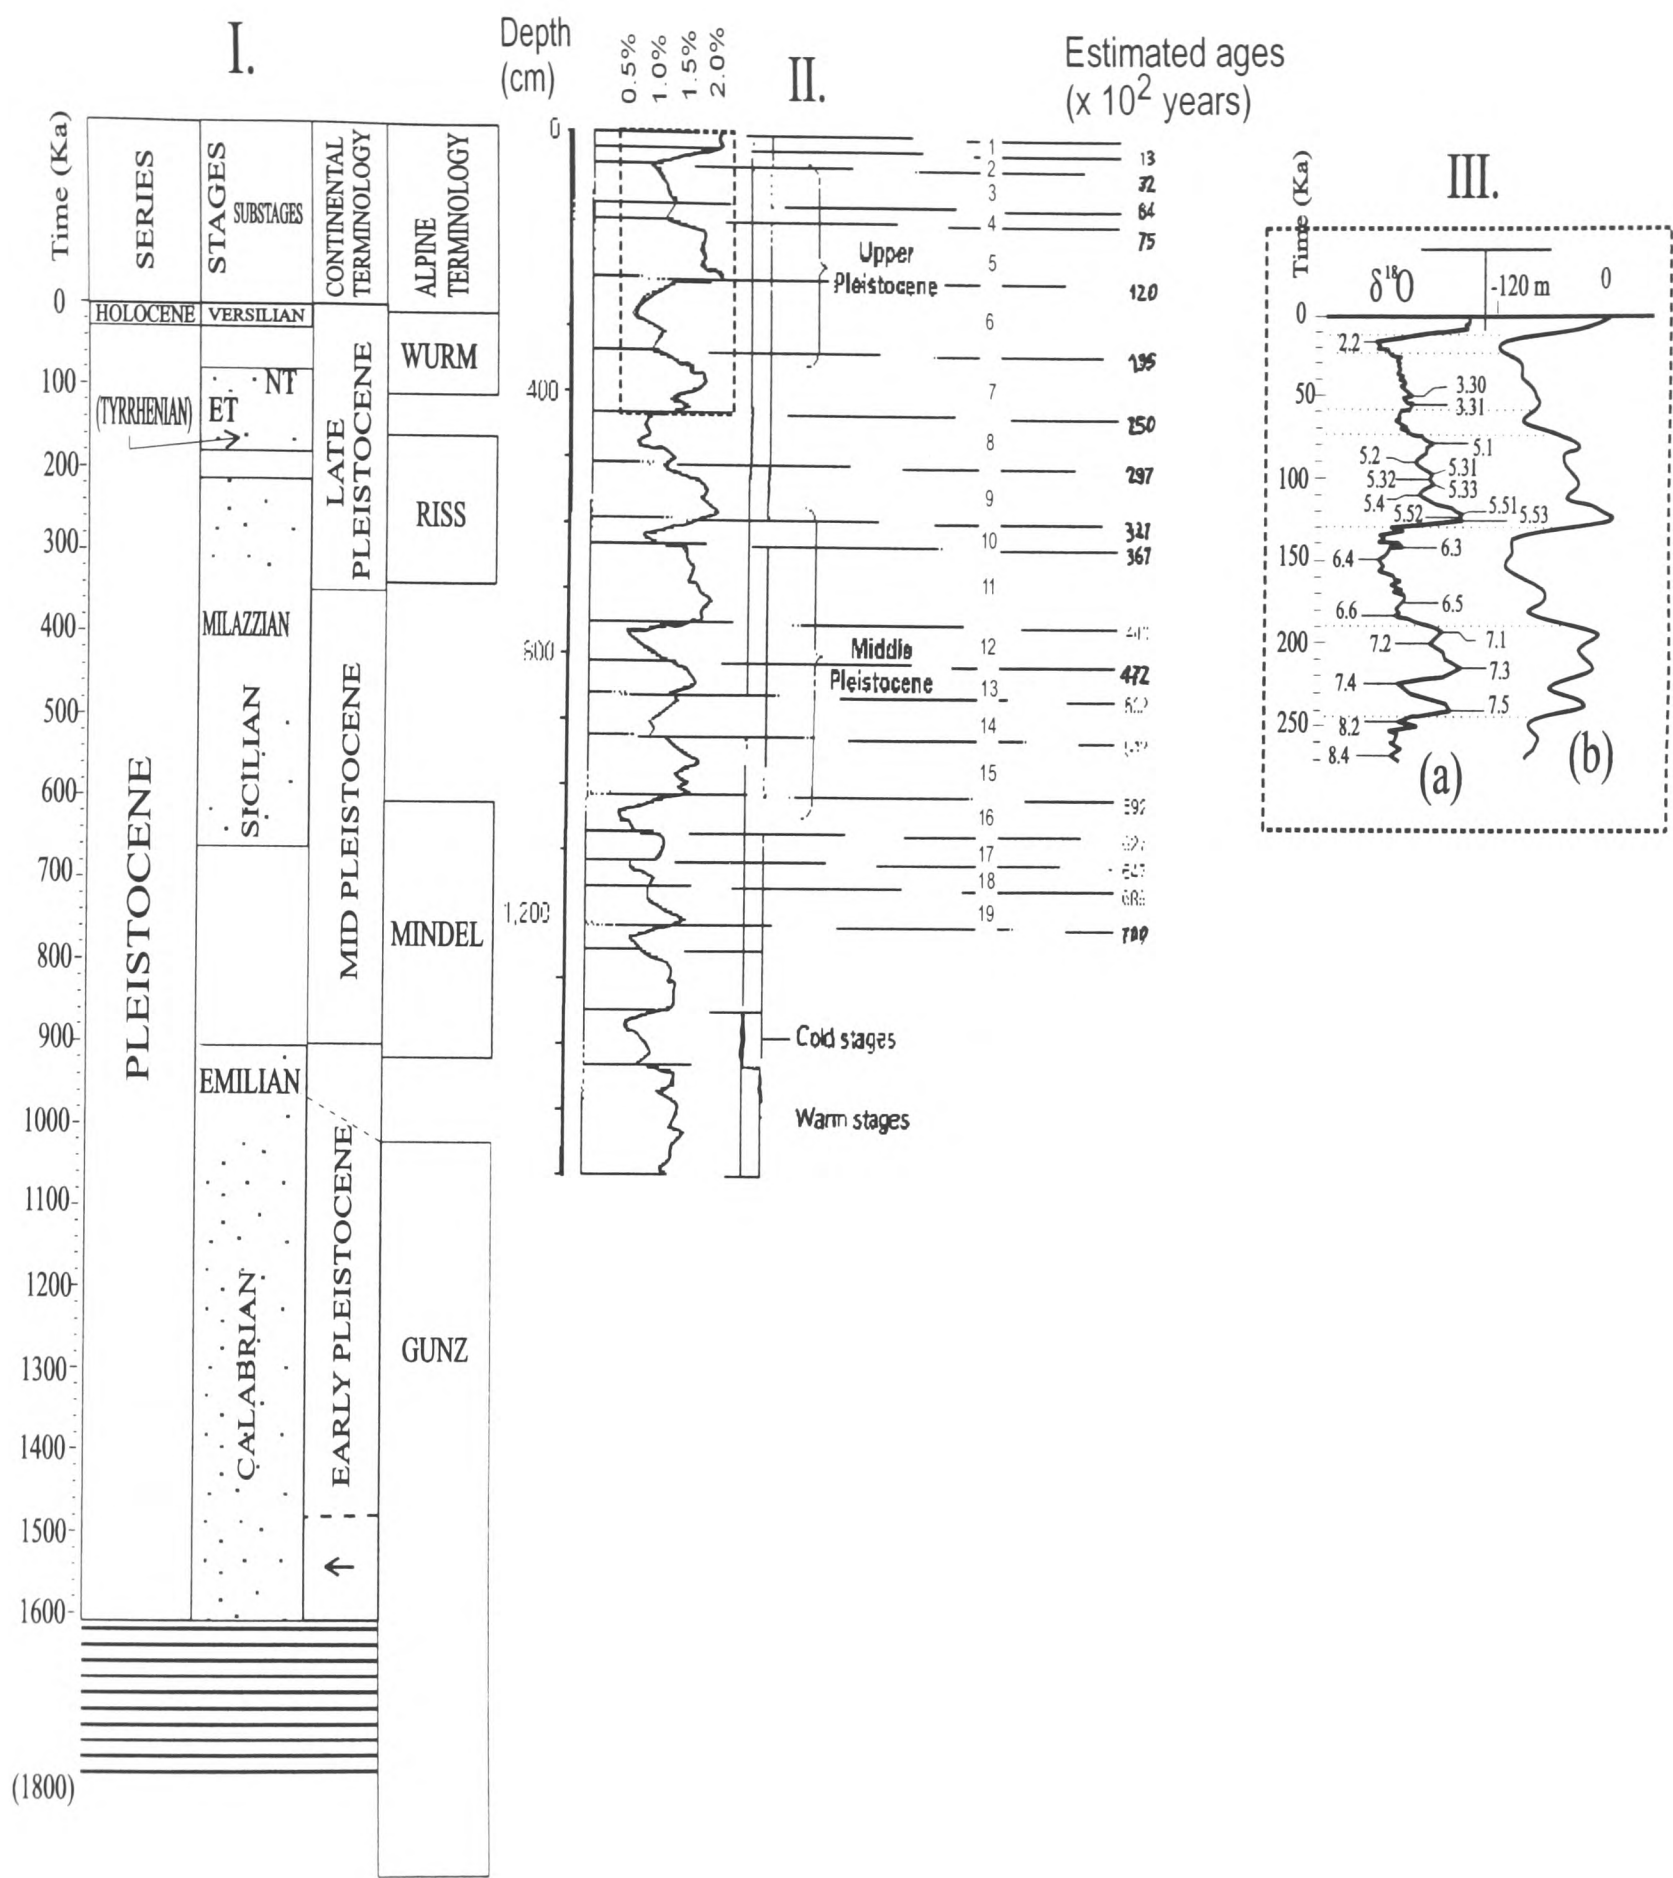 I.
Time (Ka)
SERIES
STAGES
SUBSTAGES
CONTINENTAL
TERMINOLOGY
ALPINE
TERMINOLOGY
0
100
200
300
400
500
600
700
800
900
1000
1100
1200
1300
1400
1500
1600
(1800)
HOLOCENE
(TYRRHENIAN)
PLEISTOCENE
VERSILIAN
NT
ET
MILAZZIAN
SICILIAN
EMILIAN
CALABRIAN
LATE
PLEISTOCENE
MID PLEISTOCENE
EARLY PLEISTOCENE
WURM
RISS
MINDEL
GUNZ
Depth
(cm)
0.5%
1.0%
1.5%
2.0%
II.
Estimated ages
(x 10² years)
0
400
800
1,200
Upper
Pleistocene
Middle
Pleistocene
Cold stages
Warm stages
1
2
3
4
5
6
7
8
9
10
11
12
13
14
15
16
17
18
19
13
32
64
75
120
195
250
297
367
472
592
III.
Time (Ka)
δ¹⁸O
-120 m
0
0
50
100
150
200
250
2.2
3.30
3.31
5.1
5.2
5.31
5.32
5.33
5.4
5.51
5.52
5.53
6.3
6.4
6.5
6.6
7.1
7.2
7.3
7.4
7.5
8.2
8.4
(a)
(b)